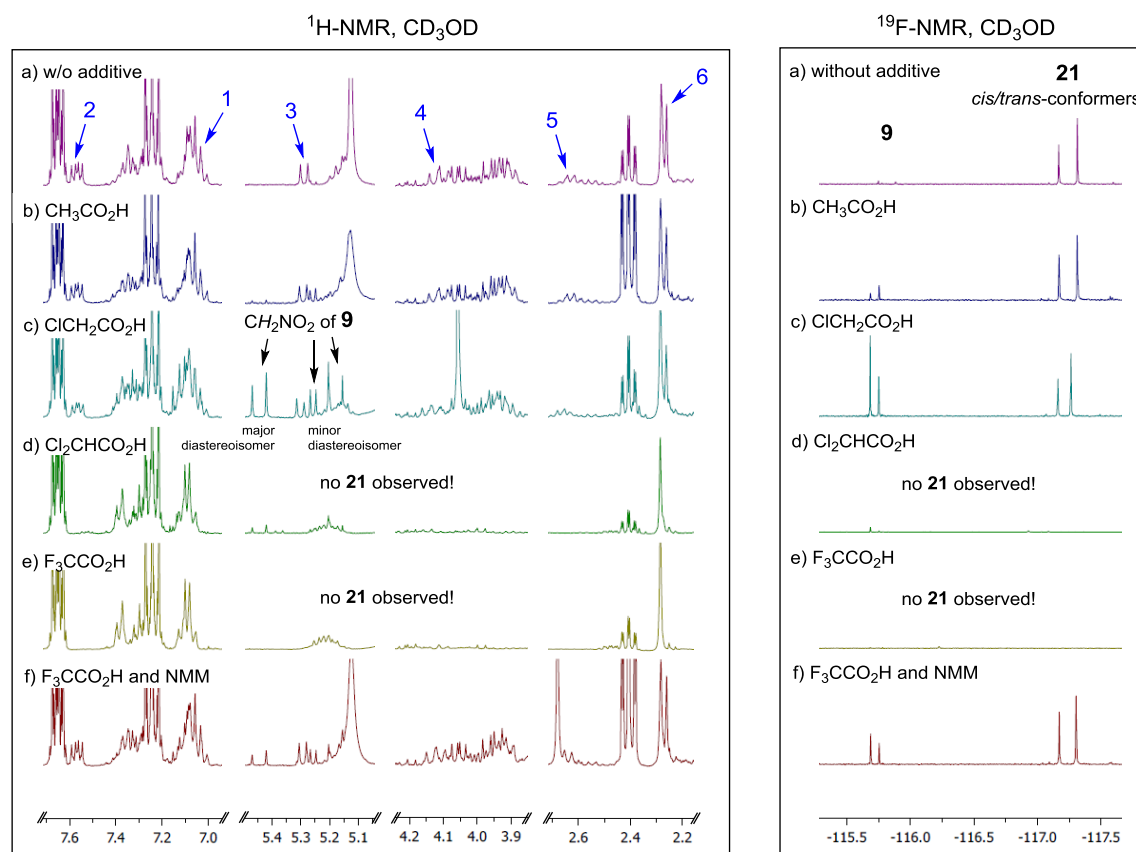 ¹H-NMR, CD₃OD
a) w/o additive
1
2
3
4
5
6
b) CH₃CO₂H
c) ClCH₂CO₂H
CH₂NO₂ of 9
major
diastereoisomer
minor
diastereoisomer
d) Cl₂CHCO₂H
no 21 observed!
e) F₃CCO₂H
no 21 observed!
f) F₃CCO₂H and NMM
7.6 7.4 7.2 7.0 5.4 5.3 5.2 5.1 4.2 4.1 4.0 3.9 2.6 2.4 2.2
¹⁹F-NMR, CD₃OD
a) without additive
21
cis/trans-conformers
9
b) CH₃CO₂H
c) ClCH₂CO₂H
d) Cl₂CHCO₂H
no 21 observed!
e) F₃CCO₂H
no 21 observed!
f) F₃CCO₂H and NMM
-115.5 -116.0 -116.5 -117.0 -117.5